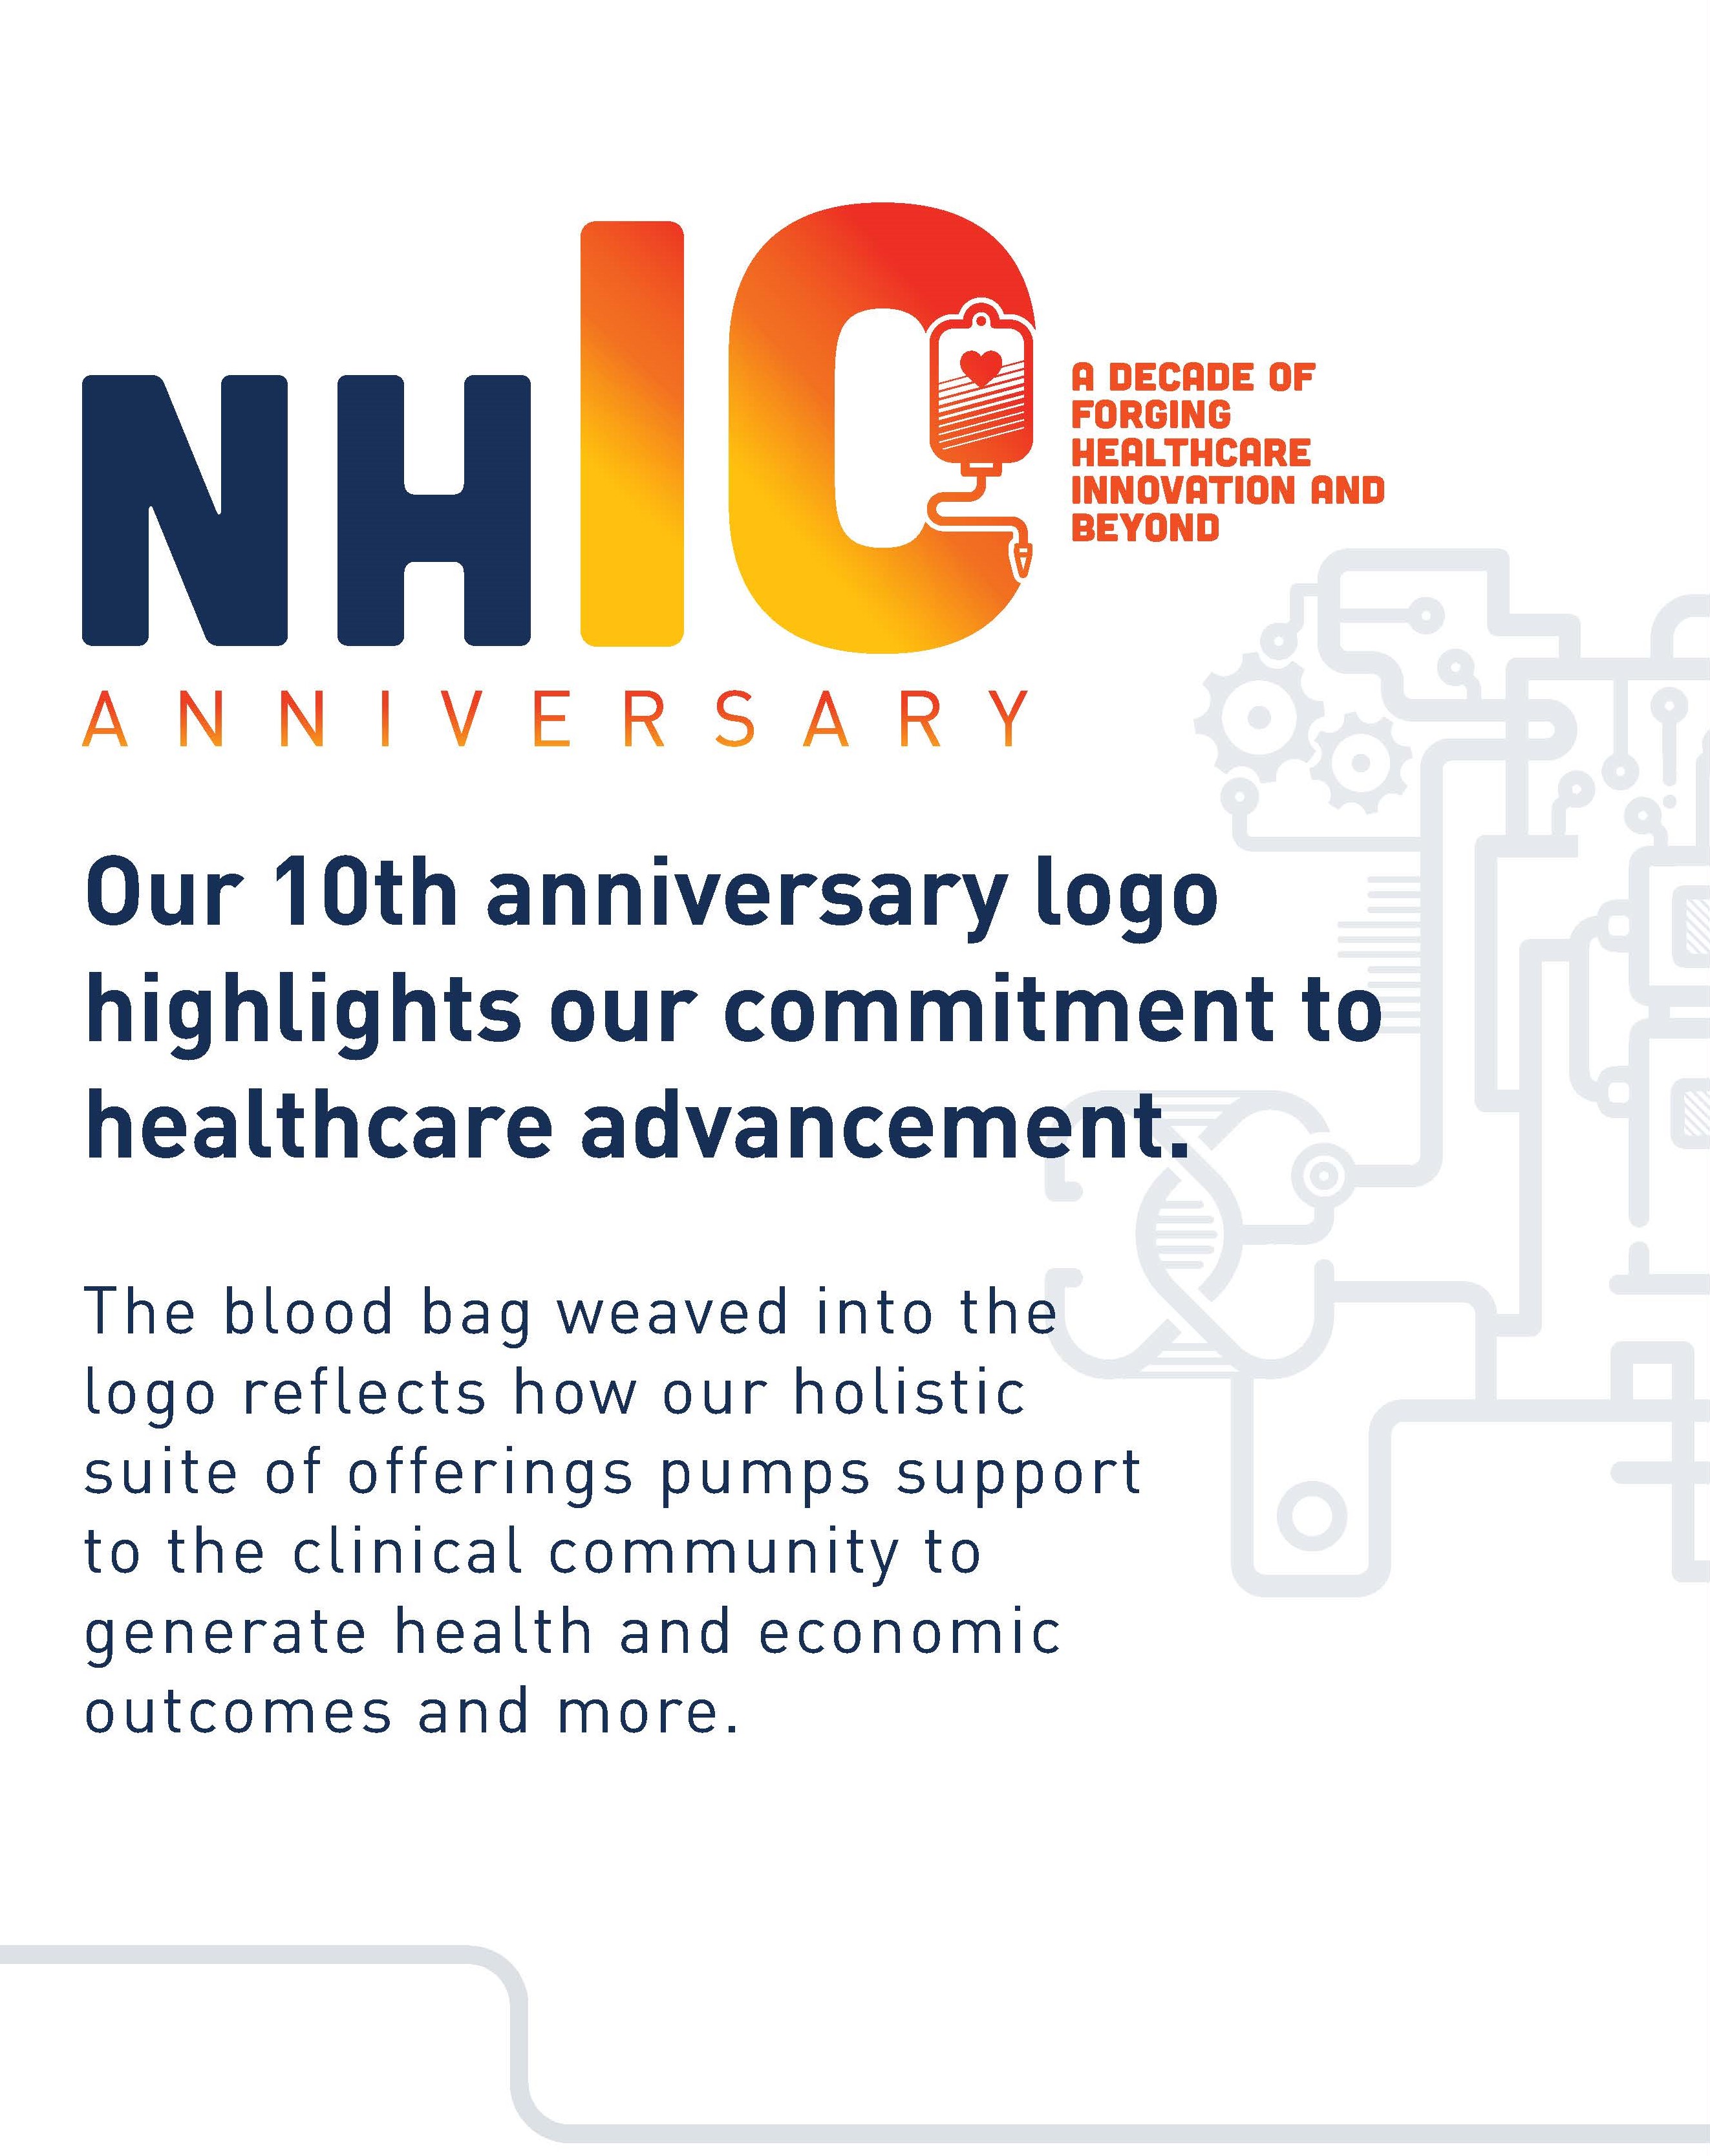 NHIC
A DECADE OF
FORGING
HEALTHCARE
INNOVATION AND
BEYOND
ANNIVERSARY
Our 10th anniversary logo
highlights our commitment to
healthcare advancement.
The blood bag weaved into the
logo reflects how our holistic
suite of offerings pumps support
to the clinical community to
generate health and economic
outcomes and more.